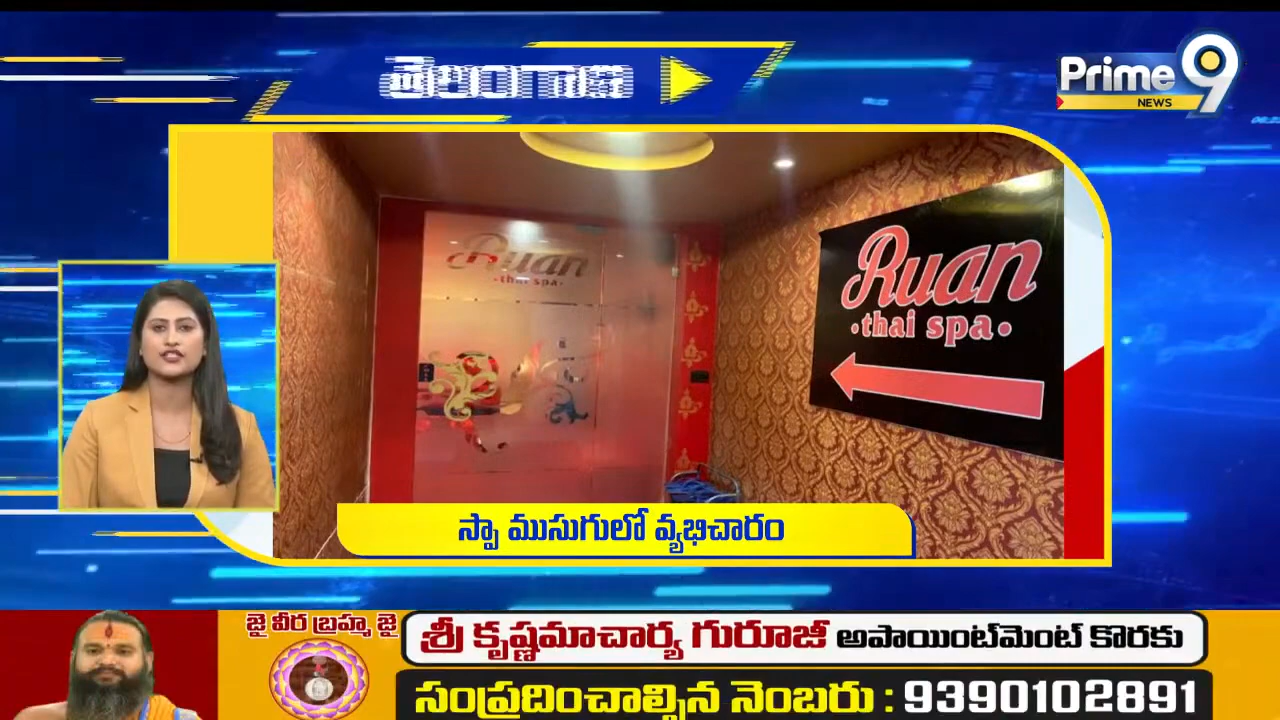 తెలంగాణ
Prime9
NEWS
Ruan
•thai spa•
Ruan
•thai spa•
స్పా ముసుగులో వ్యభిచారం
జై వీర బ్రహ్మ జై
శ్రీ కృష్ణమాచార్య గురూజీ అపాయింట్‌మెంట్ కొరకు
సంప్రదించాల్సిన నెంబరు : 9390102891